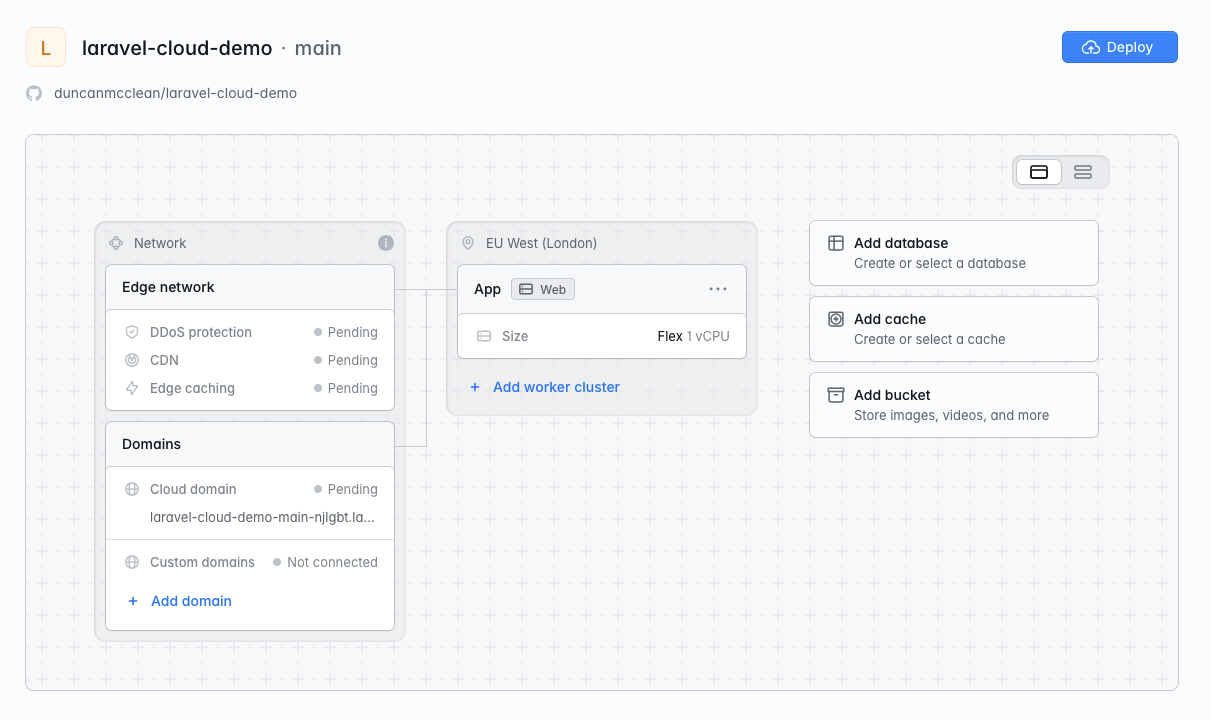 L
laravel-cloud-demo · main
Deploy
duncanmcclean/laravel-cloud-demo
Network
Edge network
DDoS protection Pending
CDN Pending
Edge caching Pending
Domains
Cloud domain Pending
laravel-cloud-demo-main-njlgbt.la...
Custom domains Not connected
+ Add domain
EU West (London)
App Web
Size Flex 1 vCPU
+ Add worker cluster
Add database
Create or select a database
Add cache
Create or select a cache
Add bucket
Store images, videos, and more